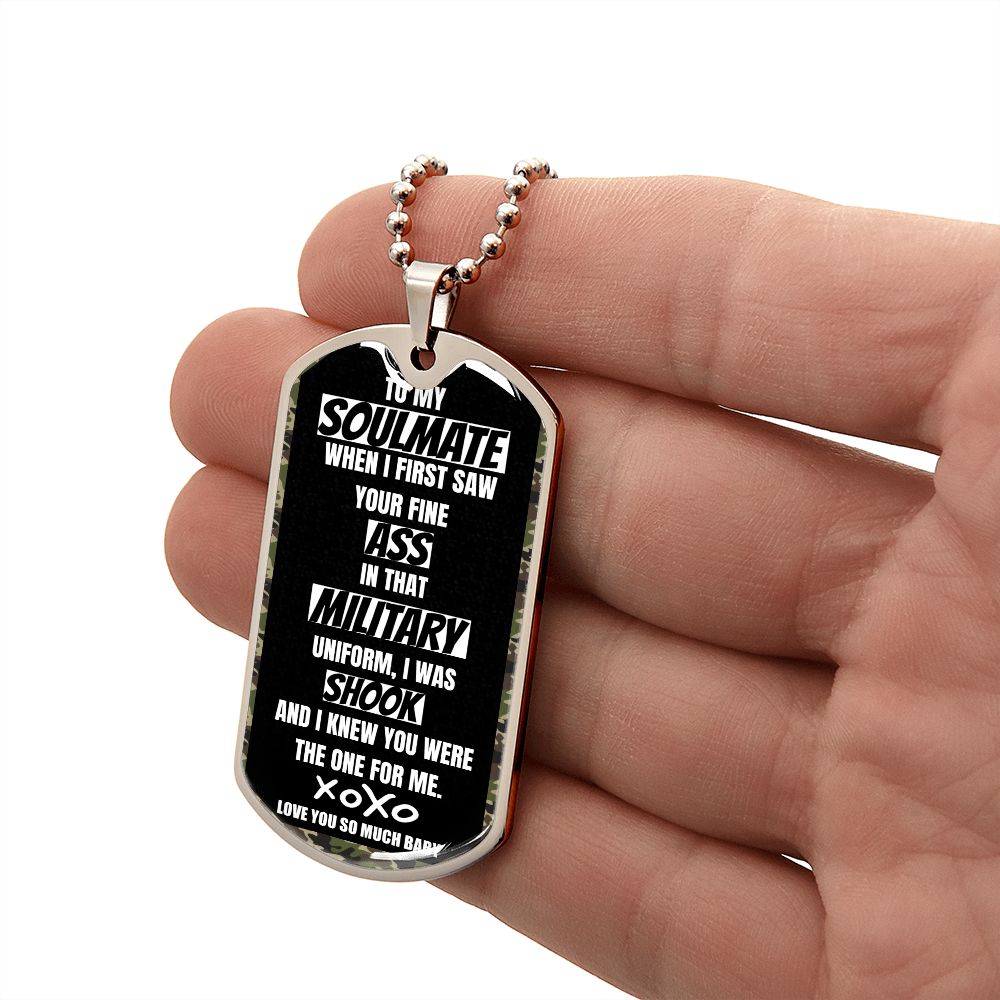 TO MY
SOULMATE
WHEN I FIRST SAW
YOUR FINE
ASS
IN THAT
MILITARY
UNIFORM, I WAS
SHOOK
AND I KNEW YOU WERE
THE ONE FOR ME.
XOXO
LOVE YOU SO MUCH BABY